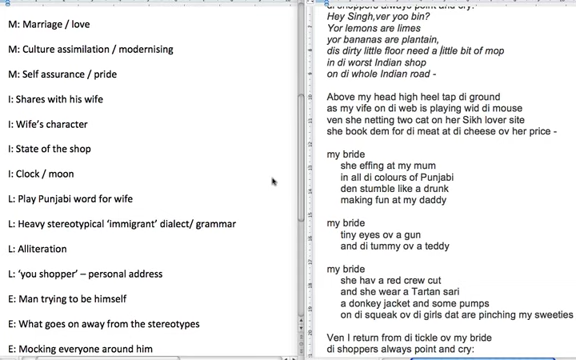 M: Marriage / love
M: Culture assimilation / modernising
M: Self assurance / pride
I: Shares with his wife
I: Wife's character
I: State of the shop
I: Clock / moon
L: Play Punjabi word for wife
L: Heavy stereotypical 'immigrant' dialect/ grammar
L: Alliteration
L: 'you shopper' – personal address
E: Man trying to be himself
E: What goes on away from the stereotypes
E: Mocking everyone around him
di shoppers always point and cry:
Hey Singh,ver yoo bin?
Yor lemons are limes
yor bananas are plantain,
dis dirty little floor need a little bit of mop
in di worst Indian shop
on di whole Indian road -
Above my head high heel tap di ground
as my vife on di web is playing wid di mouse
ven she netting two cat on her Sikh lover site
she book dem for di meat at di cheese ov her price -
my bride
she effing at my mum
in all di colours of Punjabi
den stumble like a drunk
making fun at my daddy
my bride
tiny eyes ov a gun
and di tummy ov a teddy
my bride
she hav a red crew cut
and she wear a Tartan sari
a donkey jacket and some pumps
on di squeak ov di girls dat are pinching my sweeties
Ven I return from di tickle ov my bride
di shoppers always point and cry: